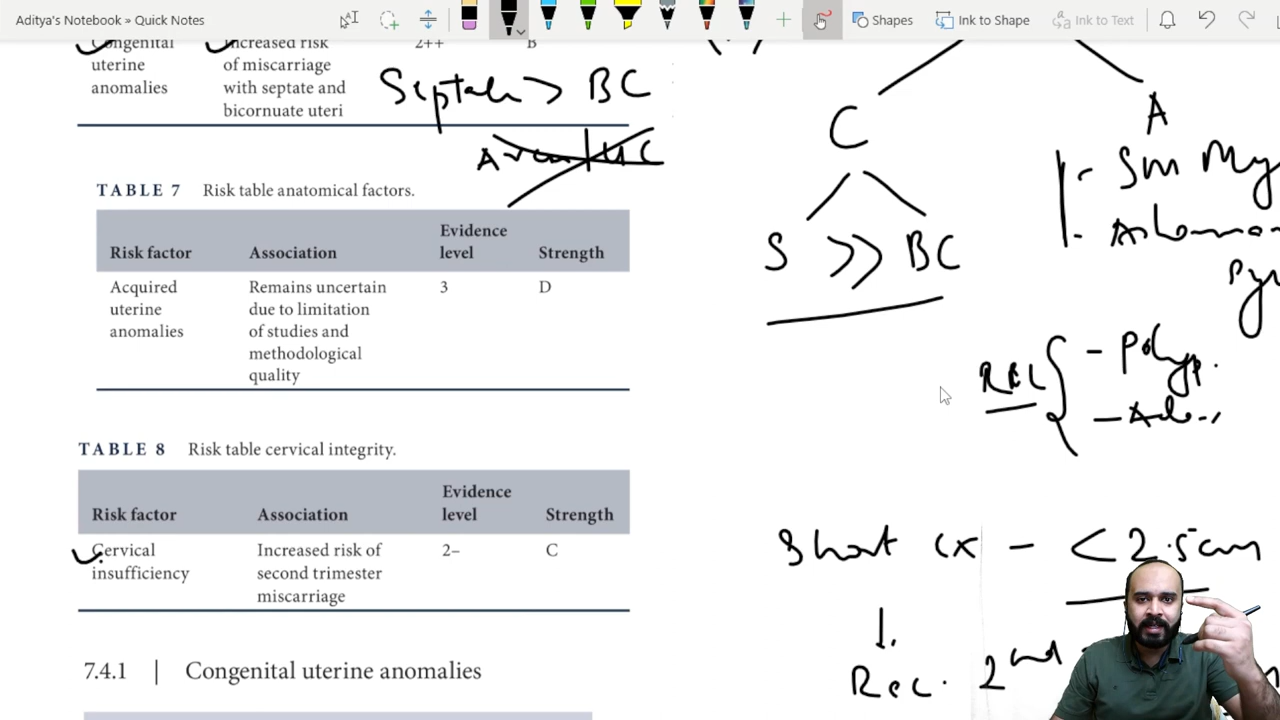 Aditya's Notebook » Quick Notes
Shapes
Ink to Shape
Ink to Text
Congenital uterine anomalies
Increased risk of miscarriage with septate and bicornuate uteri
2++
B
Septate > BC
TABLE 7 Risk table anatomical factors.
Risk factor Association Evidence level Strength
Acquired Remains uncertain 3 D
uterine due to limitation
anomalies of studies and
methodological
quality
TABLE 8 Risk table cervical integrity.
Risk factor Association Evidence level Strength
Cervical Increased risk of 2– C
insufficiency second trimester
miscarriage
7.4.1 | Congenital uterine anomalies
C A
S >> BC
- Sm My
REC { - Polyp.
Short cx - < 2.5cm
Rec. 2nd